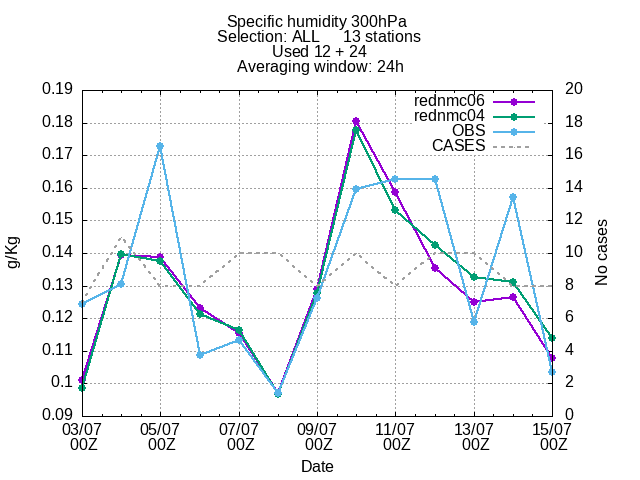 Specific humidity 300hPa
Selection: ALL 13 stations
Used 12 + 24
Averaging window: 24h
rednmc06
rednmc04
OBS
CASES
0.19
0.18
0.17
0.16
0.15
0.14
0.13
0.12
0.11
0.1
0.09
g/Kg
20
18
16
14
12
10
8
6
4
2
0
No cases
03/07 05/07 07/07 09/07 11/07 13/07 15/07
00Z 00Z 00Z 00Z 00Z 00Z 00Z
Date